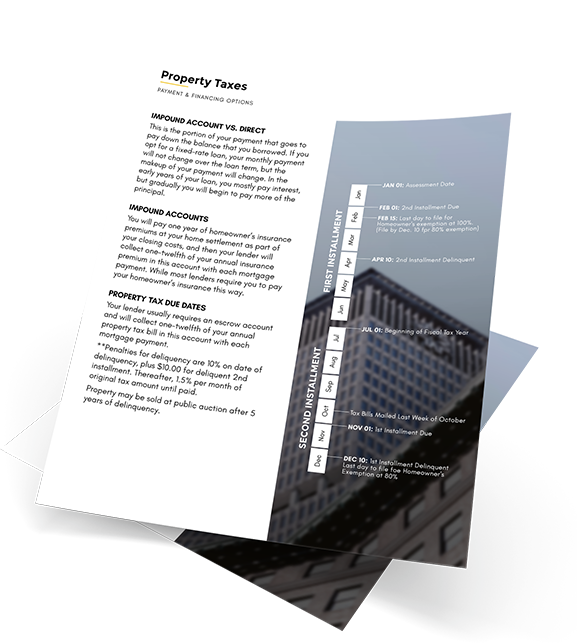 Property Taxes
PAYMENT & FINANCING OPTIONS
IMPOUND ACCOUNT VS. DIRECT
This is the portion of your payment that goes to
pay down the balance that you borrowed. If you
opt for a fixed-rate loan, your monthly payment
will not change over the loan term, but the
makeup of your payment will change. In the
early years of your loan, you mostly pay interest,
but gradually you will begin to pay more of the
principal.
IMPOUND ACCOUNTS
You will pay one year of homeowner's insurance
premiums at your home settlement as part of
your closing costs, and then your lender will
collect one-twelfth of your annual insurance
premium in this account with each mortgage
payment. While most lenders require you to pay
your homeowner's insurance this way.
PROPERTY TAX DUE DATES
Your lender usually requires an escrow account
and will collect one-twelfth of your annual
property tax bill in this account with each
mortgage payment.
**Penalties for deliquency are 10% on date of
delinquency, plus $10.00 for deliquent 2nd
installment. Thereafter, 1.5% per month of
original tax amount until paid.
Property may be sold at public auction after 5
years of delinquency.
FIRST INSTALLMENT
Jan
Feb
Mar
Apr
May
Jun
SECOND INSTALLMENT
Jul
Aug
Sep
Oct
Nov
Dec
JAN 01: Assessment Date
FEB 01: 2nd Installment Due
FEB 15: Last day to file for
Homeowner's exemption at 100%.
(File by Dec. 10 fpr 80% exemption)
APR 10: 2nd Installment Delinquent
JUL 01: Beginning of Fiscal Tax Year
Tax Bills Mailed Last Week of October
NOV 01: 1st Installment Due
DEC 10: 1st Installment Delinquent
Last day to file foe Homeowner's
Exemption at 80%